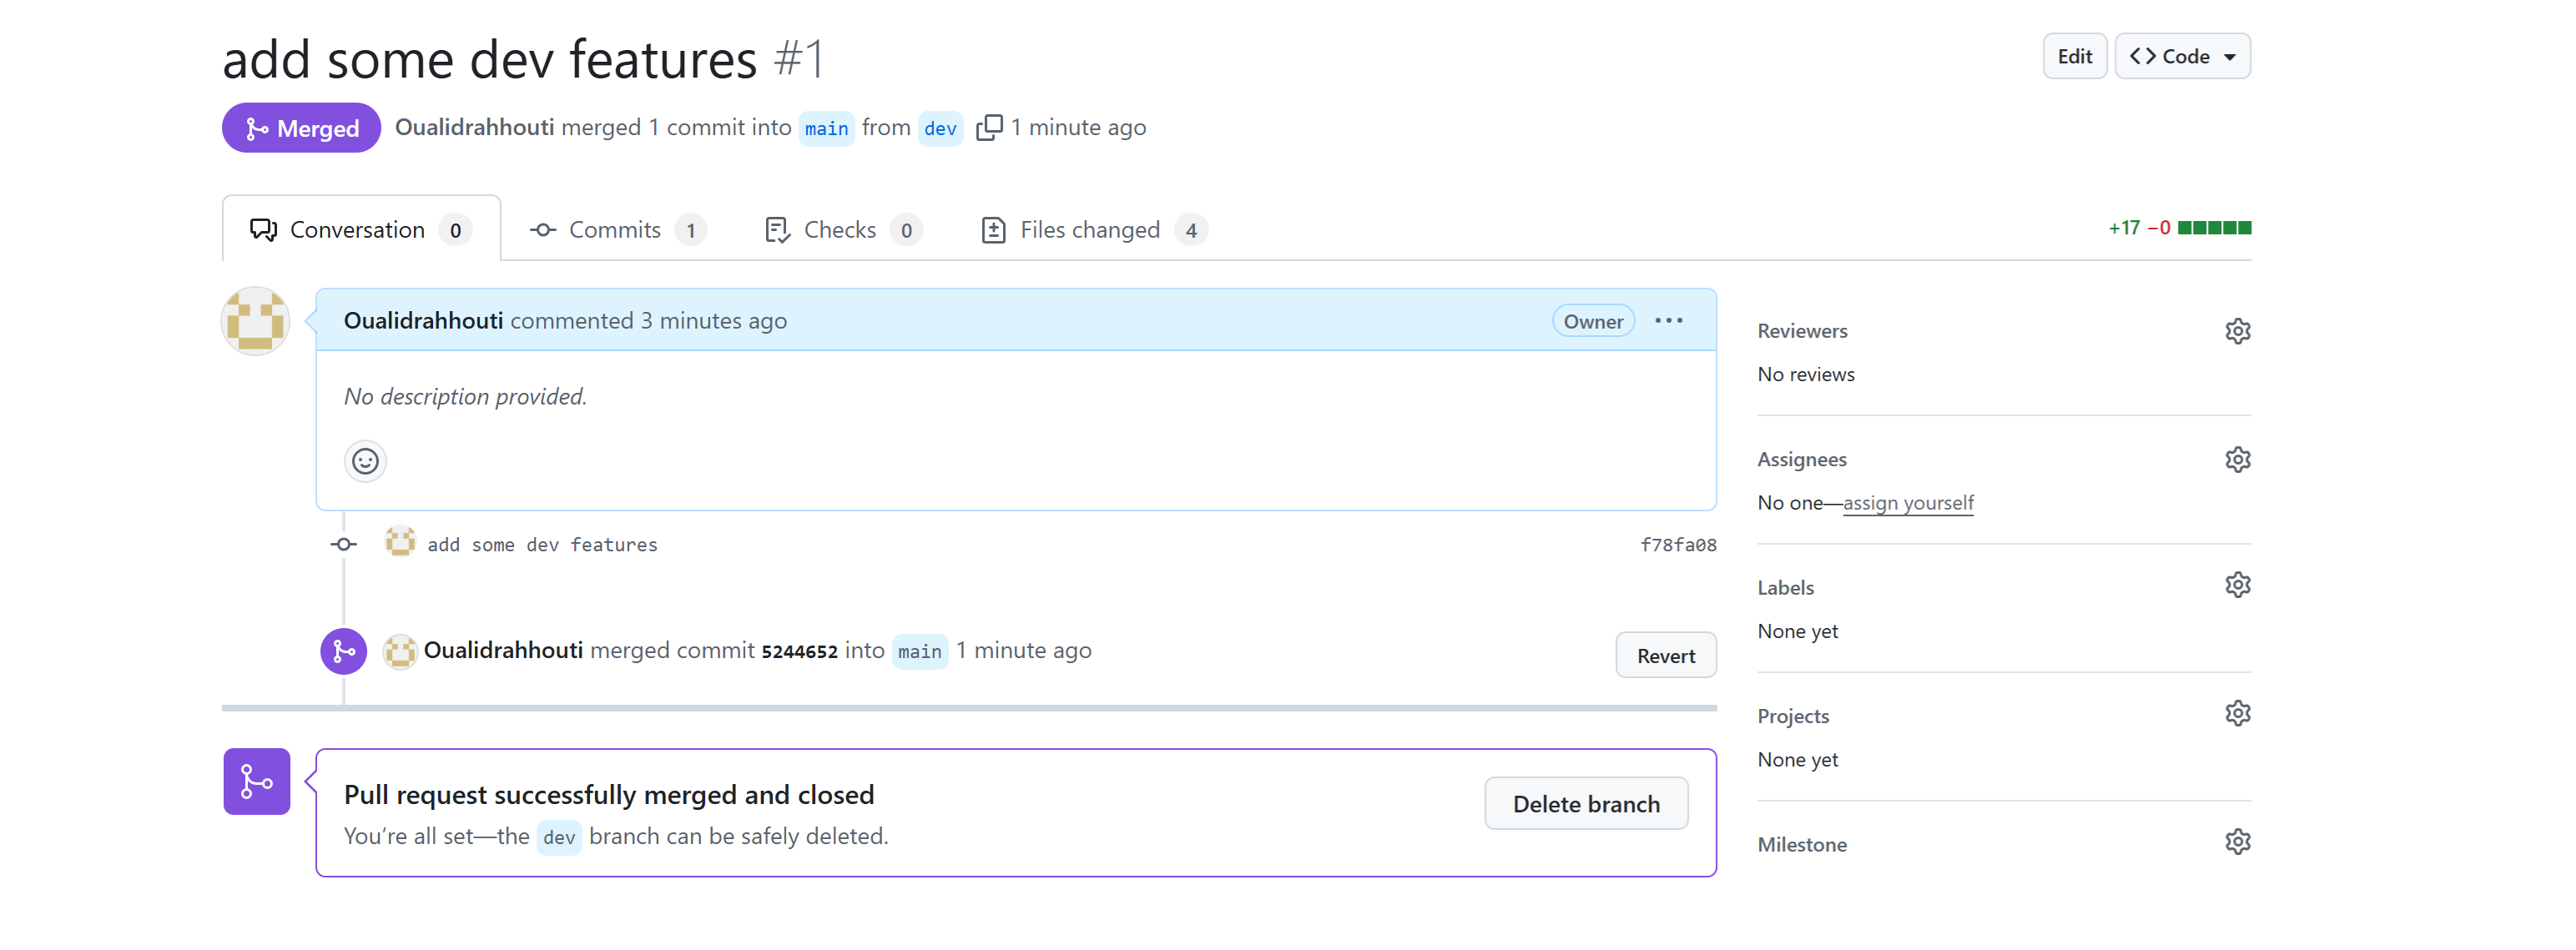 add some dev features #1
Edit
Code
Merged
Oualidrahhouti merged 1 commit into main from dev 1 minute ago
Conversation 0
Commits 1
Checks 0
Files changed 4
+17 −0
Oualidrahhouti commented 3 minutes ago
Owner
No description provided.
add some dev features
f78fa08
Oualidrahhouti merged commit 5244652 into main 1 minute ago
Revert
Pull request successfully merged and closed
You’re all set—the dev branch can be safely deleted.
Delete branch
Reviewers
No reviews
Assignees
No one—assign yourself
Labels
None yet
Projects
None yet
Milestone